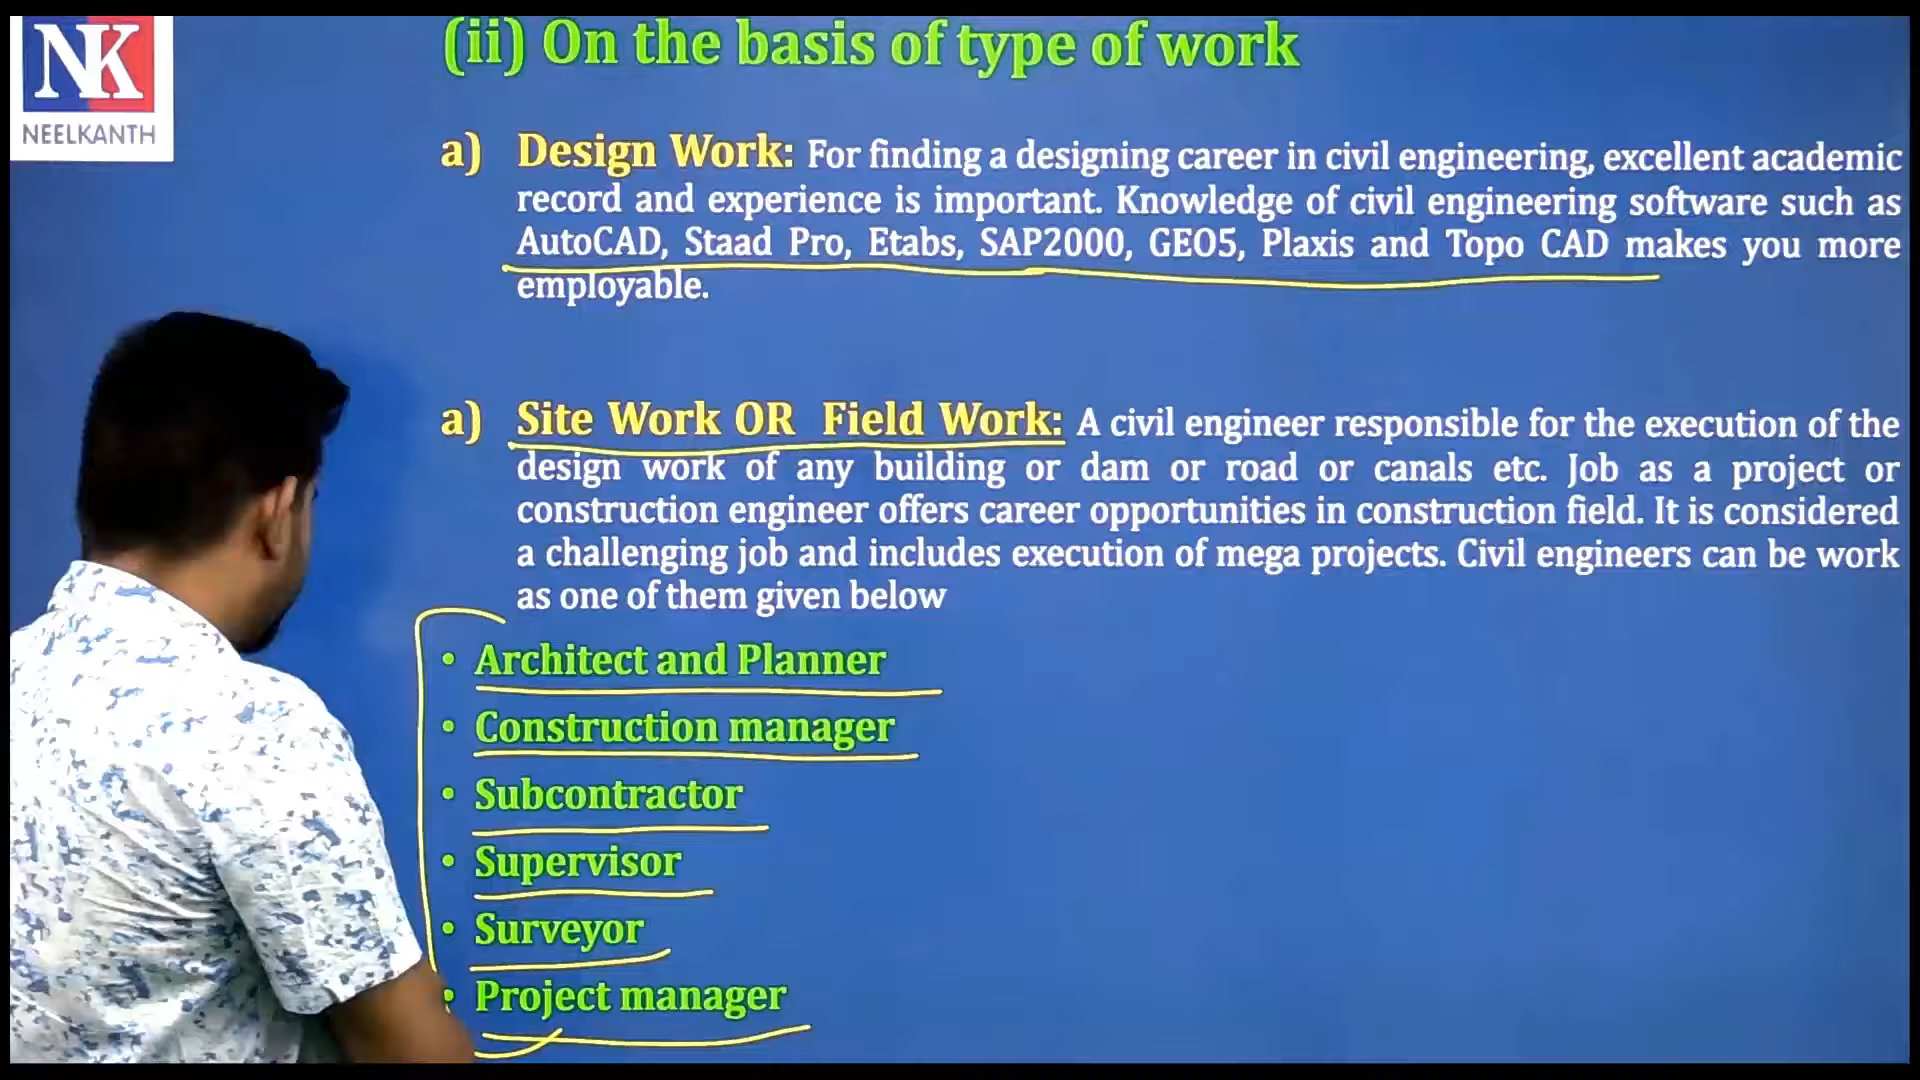 NK
NEELKANTH
(ii) On the basis of type of work
a) Design Work: For finding a designing career in civil engineering, excellent academic
record and experience is important. Knowledge of civil engineering software such as
AutoCAD, Staad Pro, Etabs, SAP2000, GEO5, Plaxis and Topo CAD makes you more
employable.
a) Site Work OR Field Work: A civil engineer responsible for the execution of the
design work of any building or dam or road or canals etc. Job as a project or
construction engineer offers career opportunities in construction field. It is considered
a challenging job and includes execution of mega projects. Civil engineers can be work
as one of them given below
• Architect and Planner
• Construction manager
• Subcontractor
• Supervisor
• Surveyor
• Project manager